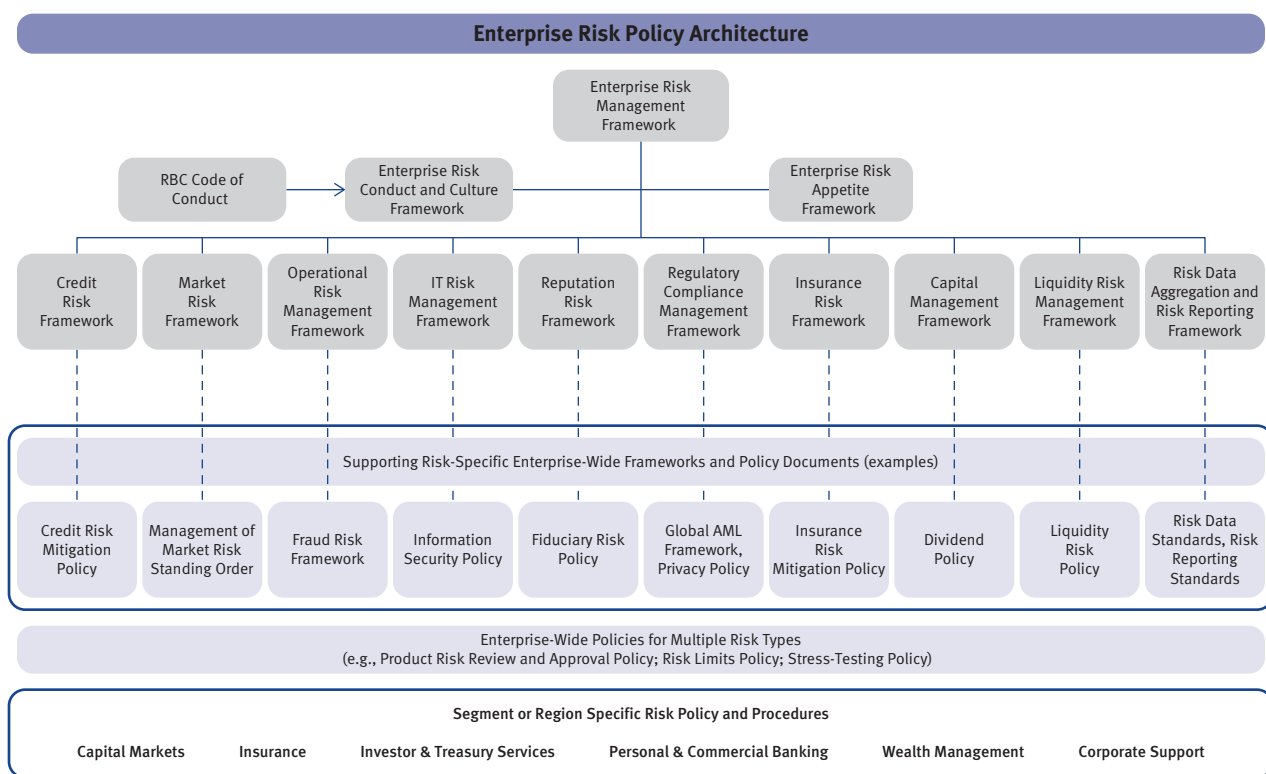 Enterprise Risk Policy Architecture
Enterprise Risk
Management
Framework
RBC Code of
Conduct
Enterprise Risk
Conduct and Culture
Framework
Enterprise Risk
Appetite
Framework
Credit
Risk
Framework
Market
Risk
Framework
Operational
Risk
Management
Framework
IT Risk
Management
Framework
Reputation
Risk
Framework
Regulatory
Compliance
Management
Framework
Insurance
Risk
Framework
Capital
Management
Framework
Liquidity Risk
Management
Framework
Risk Data
Aggregation and
Risk Reporting
Framework
Supporting Risk-Specific Enterprise-Wide Frameworks and Policy Documents (examples)
Credit Risk
Mitigation
Policy
Management of
Market Risk
Standing Order
Fraud Risk
Framework
Information
Security Policy
Fiduciary Risk
Policy
Global AML
Framework,
Privacy Policy
Insurance
Risk
Mitigation Policy
Dividend
Policy
Liquidity
Risk
Policy
Risk Data
Standards, Risk
Reporting
Standards
Enterprise-Wide Policies for Multiple Risk Types
(e.g., Product Risk Review and Approval Policy; Risk Limits Policy; Stress-Testing Policy)
Segment or Region Specific Risk Policy and Procedures
Capital Markets Insurance Investor & Treasury Services Personal & Commercial Banking Wealth Management Corporate Support